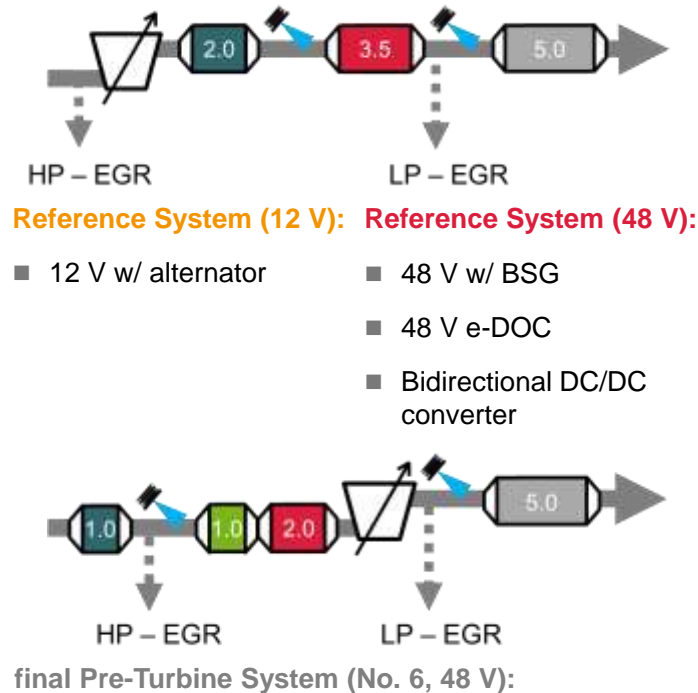 2.0 3.5 5.0
HP – EGR LP – EGR
Reference System (12 V): Reference System (48 V):
12 V w/ alternator 48 V w/ BSG
48 V e-DOC
Bidirectional DC/DC
converter
1.0 1.0 2.0 5.0
HP – EGR LP – EGR
final Pre-Turbine System (No. 6, 48 V):